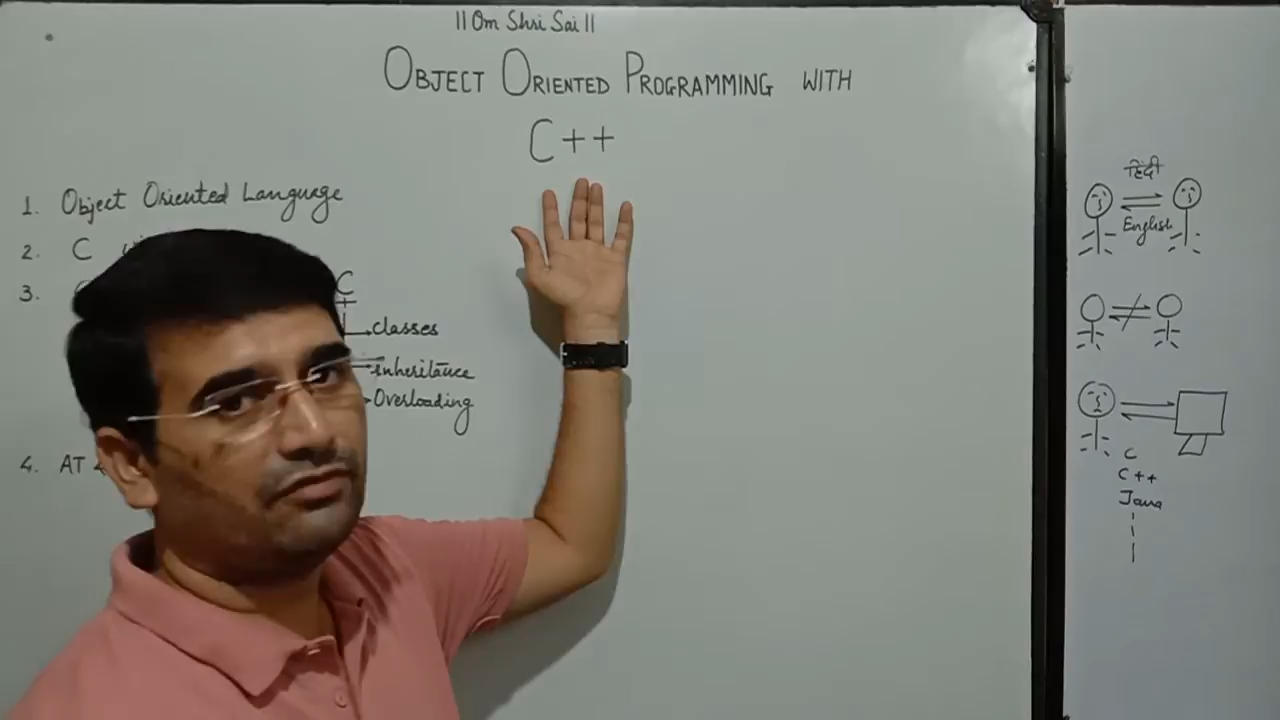 || Om Shri Sai ||
OBJECT ORIENTED PROGRAMMING WITH
C++
1. Object Oriented Language
2. C
3.
C
+
classes
inheritance
Overloading
4. AT
हिंदी
English
C
C++
Java